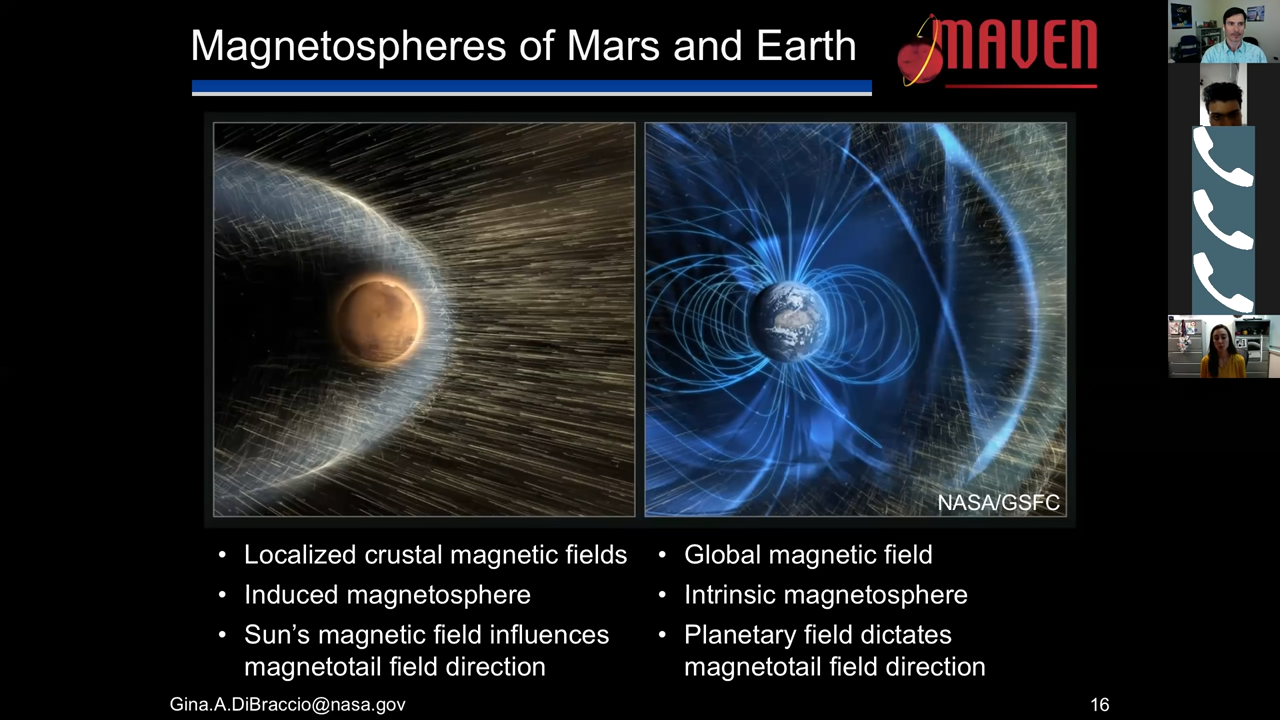 Magnetospheres of Mars and Earth
MAVEN
NASA/GSFC
• Localized crustal magnetic fields
• Induced magnetosphere
• Sun's magnetic field influences
magnetotail field direction
• Global magnetic field
• Intrinsic magnetosphere
• Planetary field dictates
magnetotail field direction
Gina.A.DiBraccio@nasa.gov
16